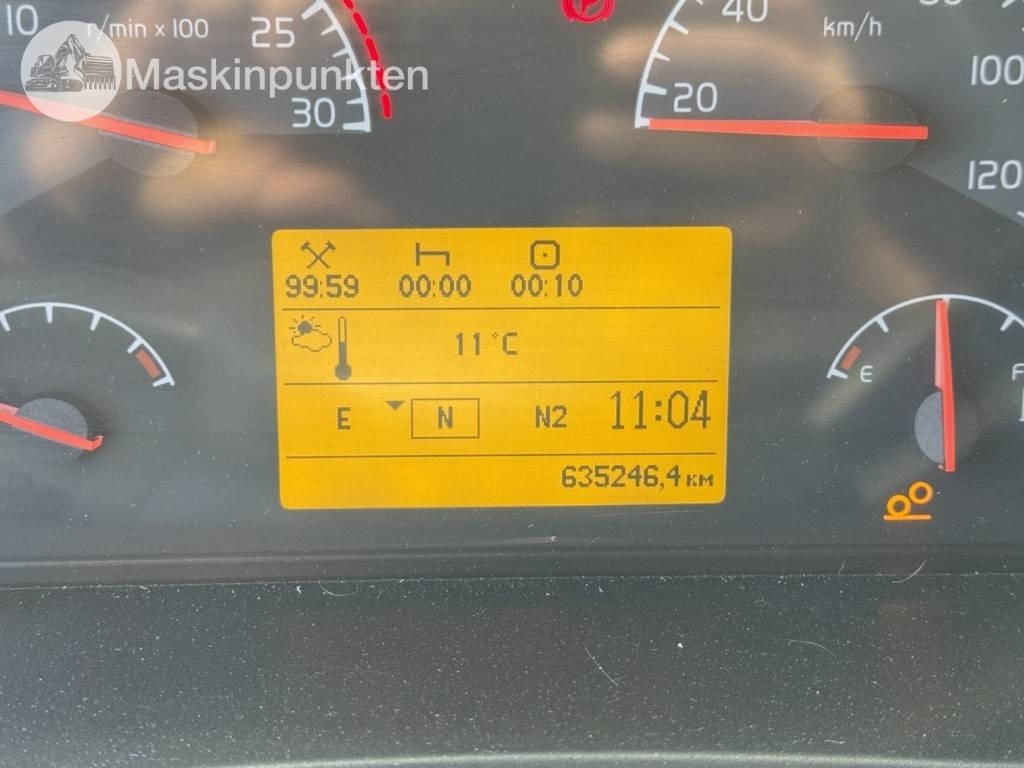 10 r/min x 100 25 30
Maskinpunkten
40 km/h 20 100 120
P
99:59 00:00 00:10
11 °C
E N N2 11:04
635246,4 км
E F